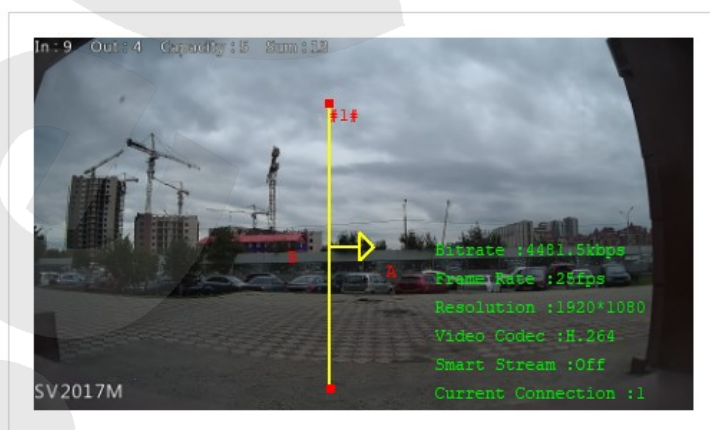 In:9 Out:4 Capacity:5 Sum:13
#1#
B
A
Bitrate :4481.5kbps
Frame Rate :25fps
Resolution :1920*1080
Video Codec :H.264
Smart Stream :Off
Current Connection :1
SV2017M